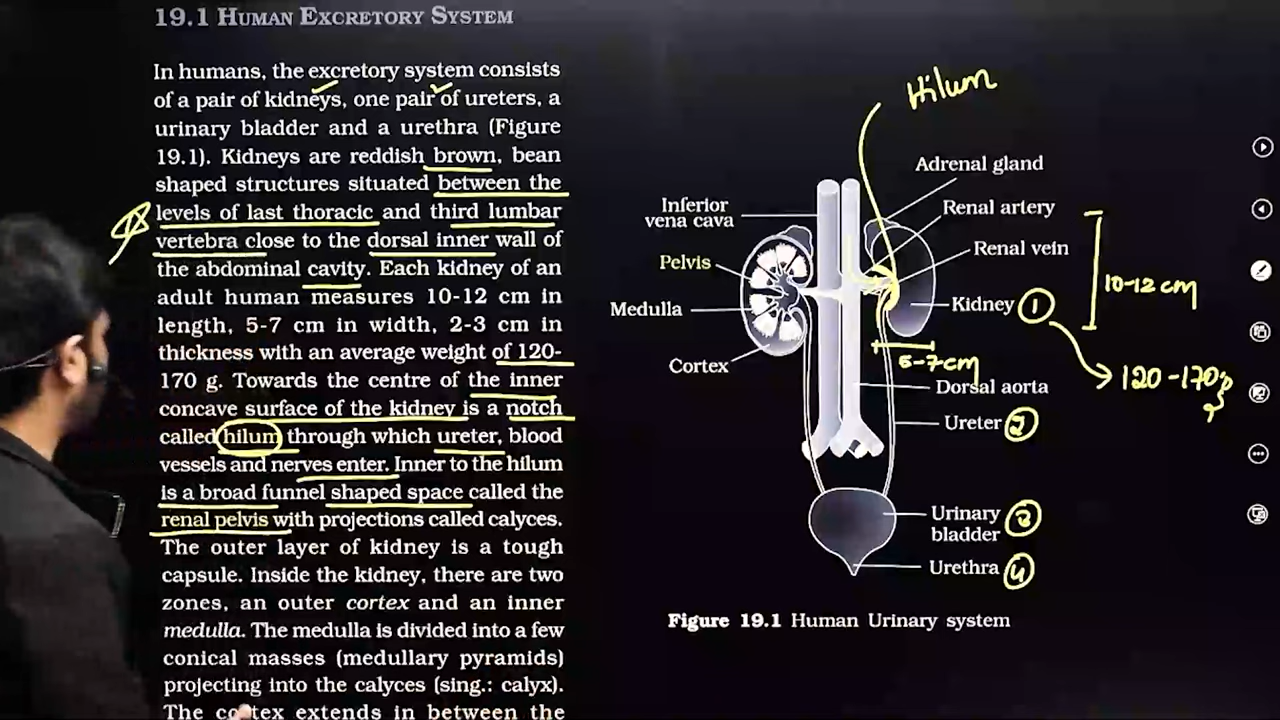 19.1 HUMAN EXCRETORY SYSTEM
In humans, the excretory system consists
of a pair of kidneys, one pair of ureters, a
urinary bladder and a urethra (Figure
19.1). Kidneys are reddish brown, bean
shaped structures situated between the
levels of last thoracic and third lumbar
vertebra close to the dorsal inner wall of
the abdominal cavity. Each kidney of an
adult human measures 10-12 cm in
length, 5-7 cm in width, 2-3 cm in
thickness with an average weight of 120-
170 g. Towards the centre of the inner
concave surface of the kidney is a notch
called hilum through which ureter, blood
vessels and nerves enter. Inner to the hilum
is a broad funnel shaped space called the
renal pelvis with projections called calyces.
The outer layer of kidney is a tough
capsule. Inside the kidney, there are two
zones, an outer cortex and an inner
medulla. The medulla is divided into a few
conical masses (medullary pyramids)
projecting into the calyces (sing.: calyx).
The cortex extends in between the
Hilum
Adrenal gland
Inferior
vena cava
Renal artery
Renal vein
Pelvis
Medulla
Kidney 1
10-12 cm
Cortex
5-7cm
120-170g
Dorsal aorta
Ureter 2
Urinary
bladder 3
Urethra 4
Figure 19.1 Human Urinary system